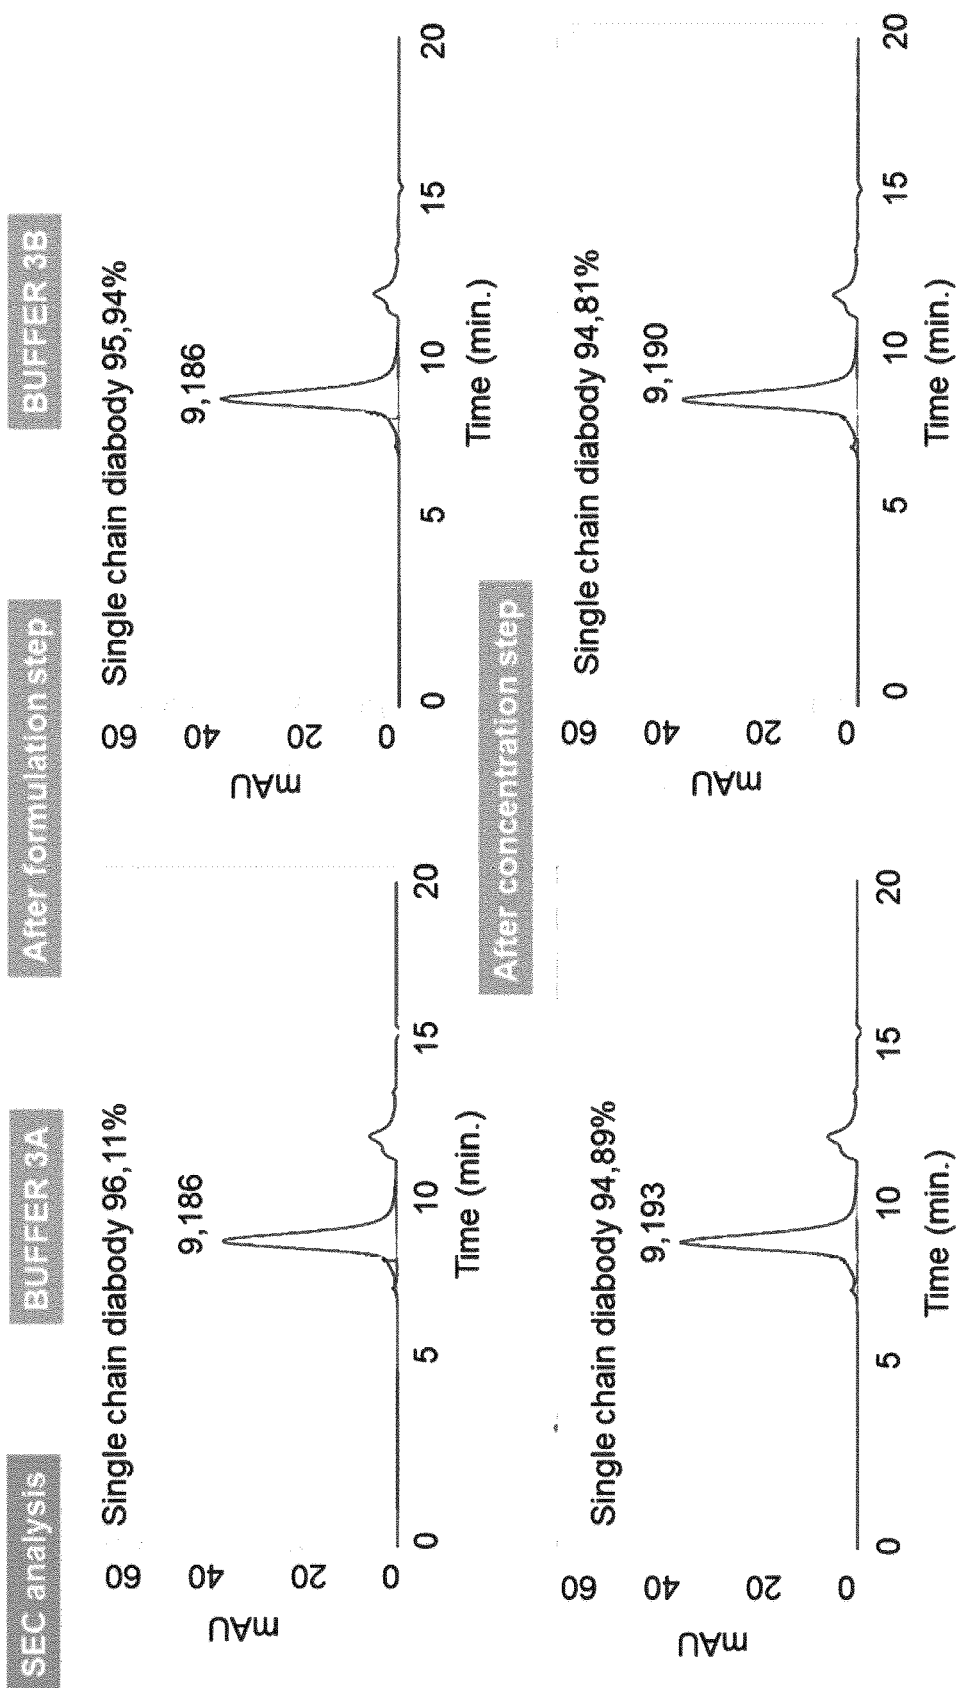 SEC analysis
BUFFER 3A
After formulation step
BUFFER 3B
Single chain diabody 96,11%
9,186
60
40
20
0
mAU
0
5
10
15
20
Time (min.)
Single chain diabody 95,94%
9,186
60
40
20
0
mAU
0
5
10
15
20
Time (min.)
After concentration step
Single chain diabody 94,89%
9,193
60
40
20
0
mAU
0
5
10
15
20
Time (min.)
Single chain diabody 94,81%
9,190
60
40
20
0
mAU
0
5
10
15
20
Time (min.)